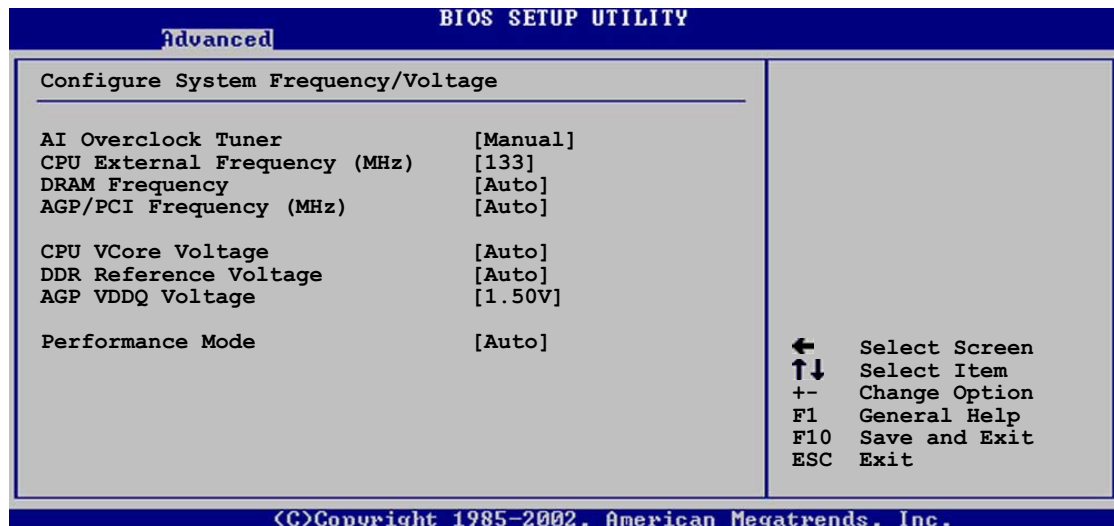 BIOS SETUP UTILITY
Advanced
Configure System Frequency/Voltage
AI Overclock Tuner [Manual]
CPU External Frequency (MHz) [133]
DRAM Frequency [Auto]
AGP/PCI Frequency (MHz) [Auto]
CPU VCore Voltage [Auto]
DDR Reference Voltage [Auto]
AGP VDDQ Voltage [1.50V]
Performance Mode [Auto]
← Select Screen
↑↓ Select Item
+- Change Option
F1 General Help
F10 Save and Exit
ESC Exit
(C)Copyright 1985-2002, American Megatrends, Inc.